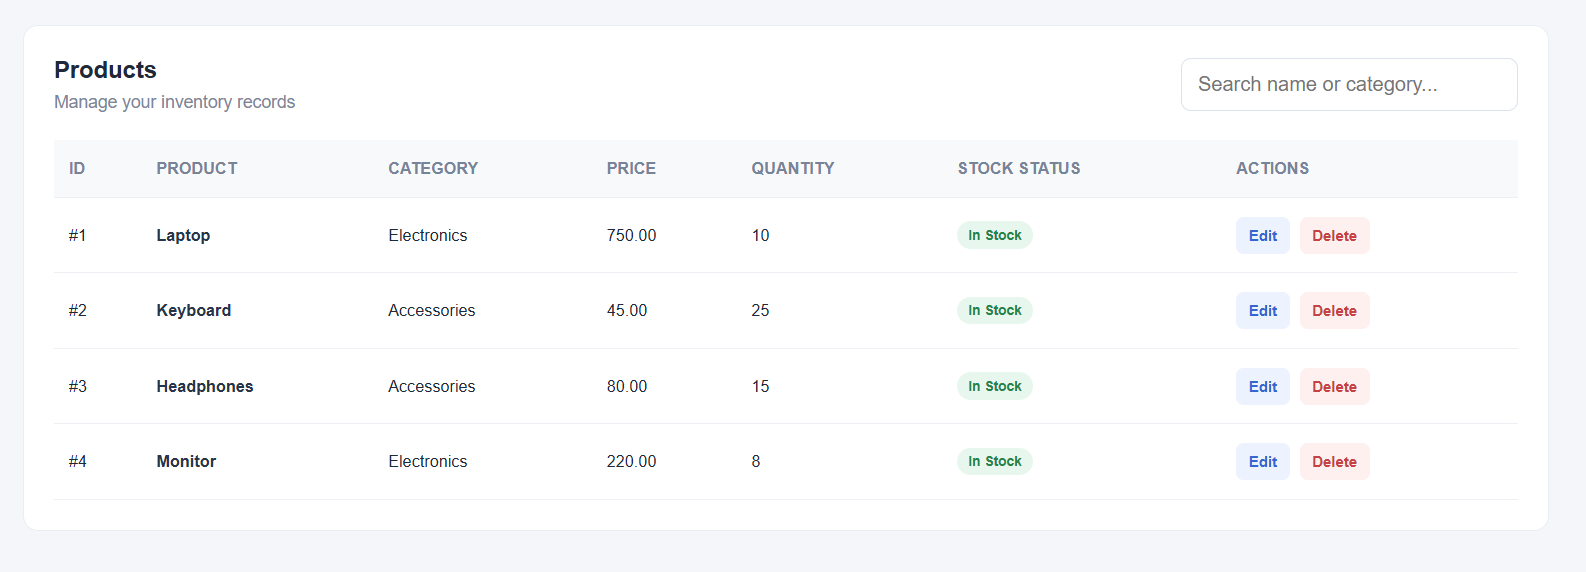 Products
Manage your inventory records
Search name or category...
ID PRODUCT CATEGORY PRICE QUANTITY STOCK STATUS ACTIONS
#1 Laptop Electronics 750.00 10 In Stock Edit Delete
#2 Keyboard Accessories 45.00 25 In Stock Edit Delete
#3 Headphones Accessories 80.00 15 In Stock Edit Delete
#4 Monitor Electronics 220.00 8 In Stock Edit Delete